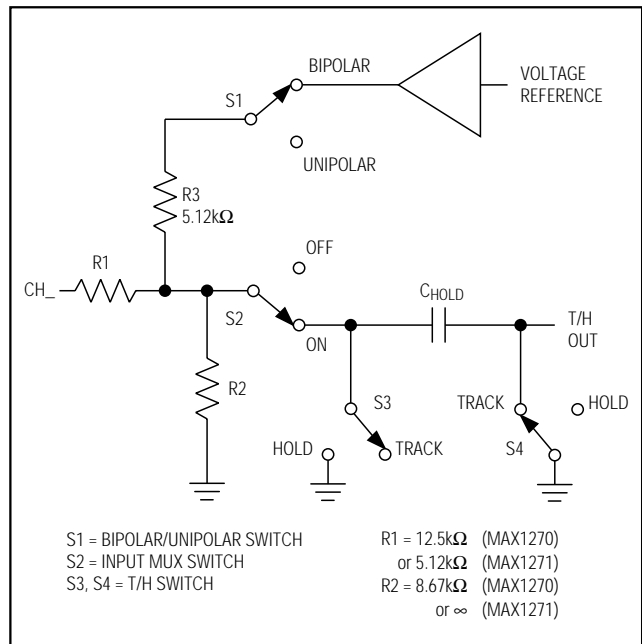 BIPOLAR
VOLTAGE
REFERENCE
S1
UNIPOLAR
R3
5.12kΩ
OFF
R1
CH_
S2
ON
CHOLD
T/H
OUT
R2
S3
TRACK
HOLD
HOLD
TRACK
S4
S1 = BIPOLAR/UNIPOLAR SWITCH
S2 = INPUT MUX SWITCH
S3, S4 = T/H SWITCH
R1 = 12.5kΩ (MAX1270)
or 5.12kΩ (MAX1271)
R2 = 8.67kΩ (MAX1270)
or ∞ (MAX1271)